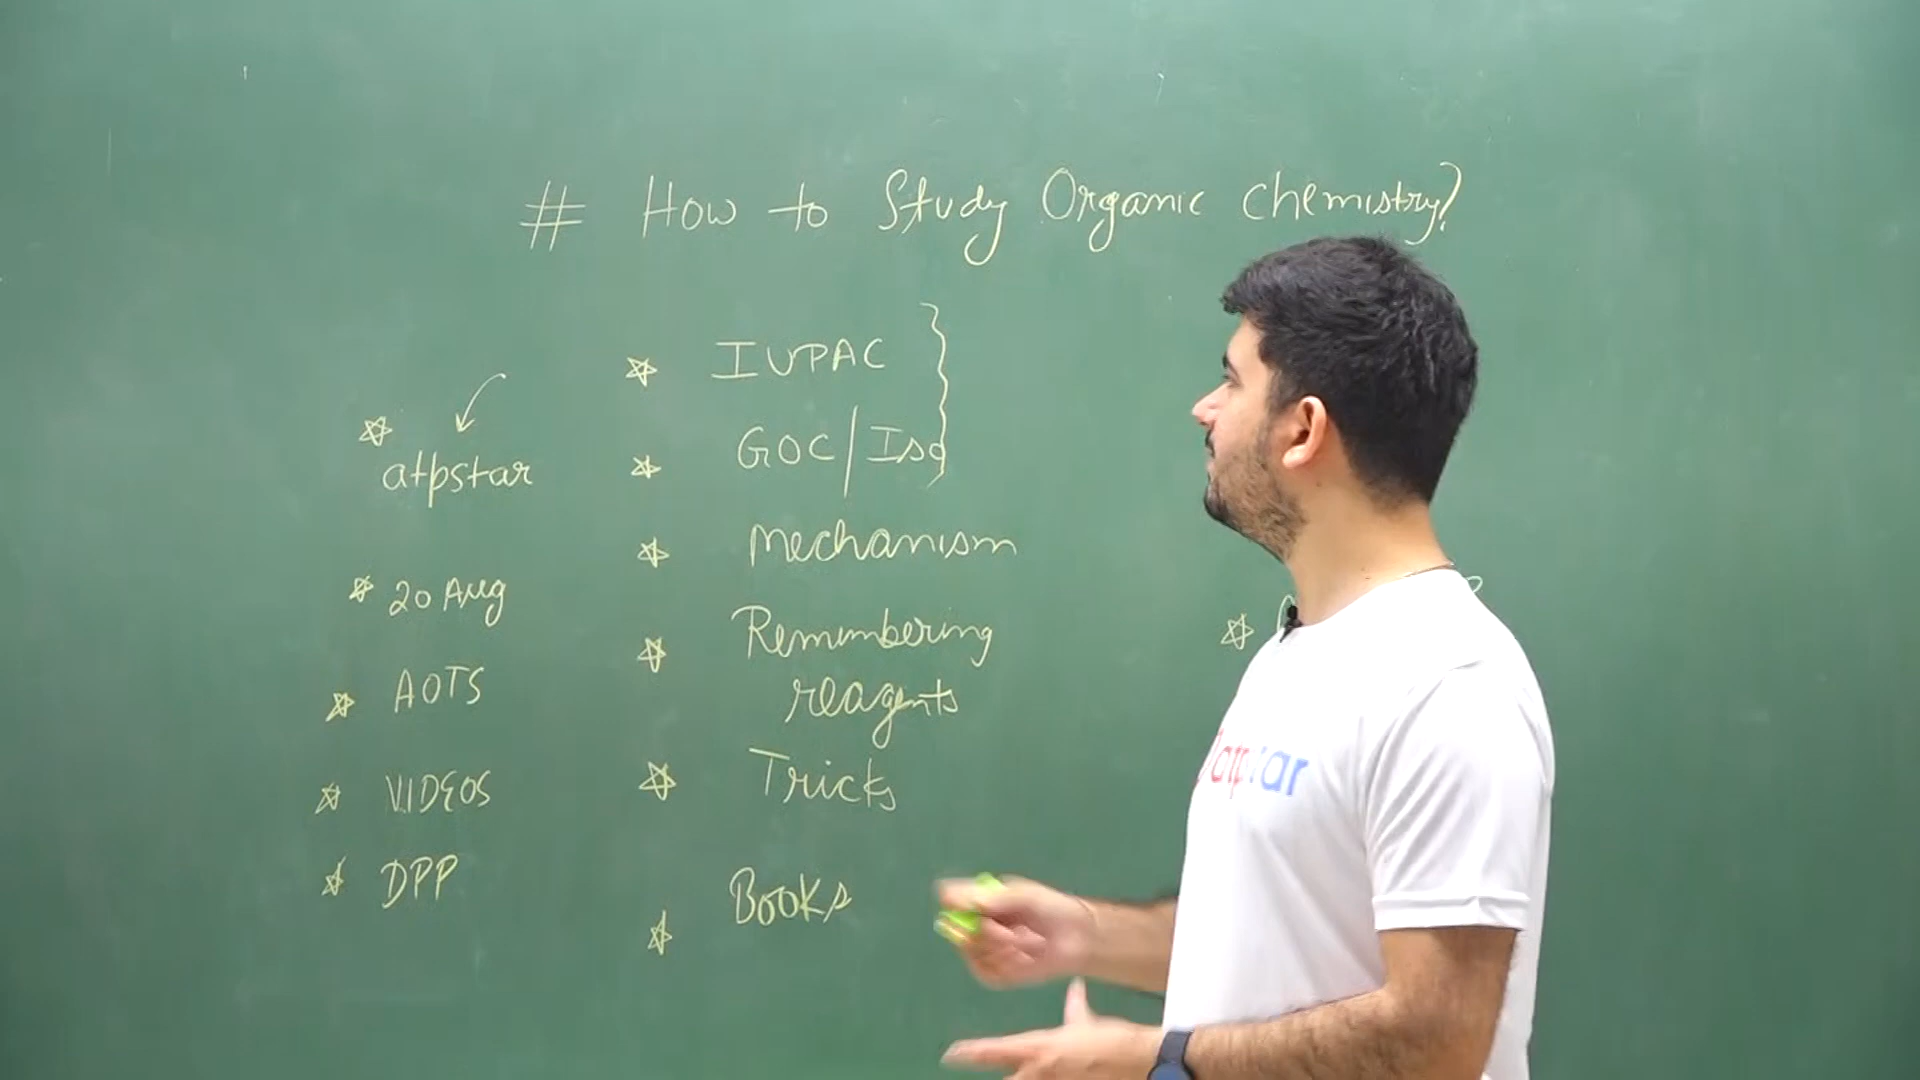 # How to Study Organic chemistry?
☆ IUPAC
☆ GOC/Iso
☆ Mechanism
☆ Remembering
reagents
☆ Tricks
☆ Books
☆ atpstar
☆ 20 Aug
☆ AOTS
☆ VIDEOS
☆ DPP
☆